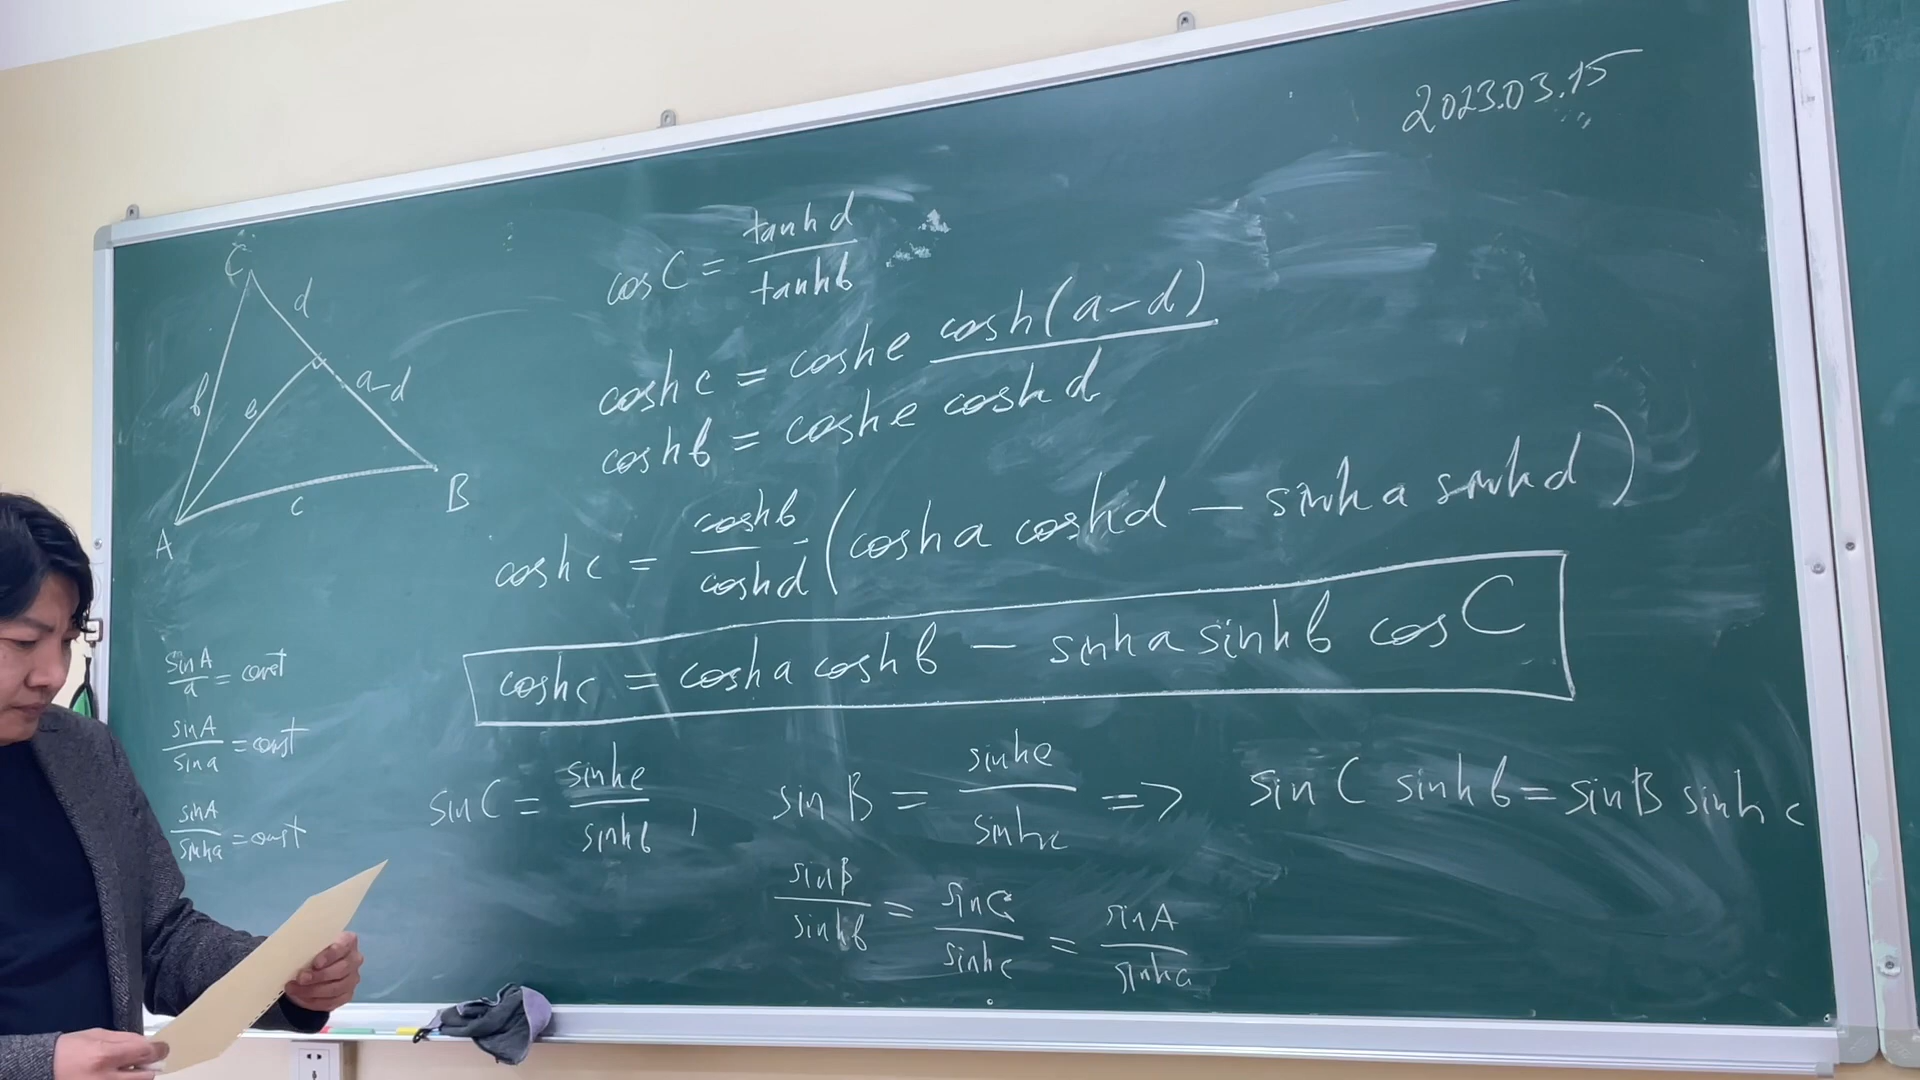 2023.03.15
C
d
b
e
a-d
c
B
A
cos C = tanh d / tanh b
cosh c = cosh e cosh(a-d)
cosh b = cosh e cosh d
cosh c = cosh b / cosh d (cosh a cosh d - sinh a sinh d)
cosh c = cosh a cosh b - sinh a sinh b cos C
sin A / a = const
sin A / sin a = const
sin A / sinh a = const
sin C = sinh e / sinh b , sin B = sinh e / sinh c => sin C sinh b = sin B sinh c
sin B / sinh b = sin C / sinh c = sin A / sinh a